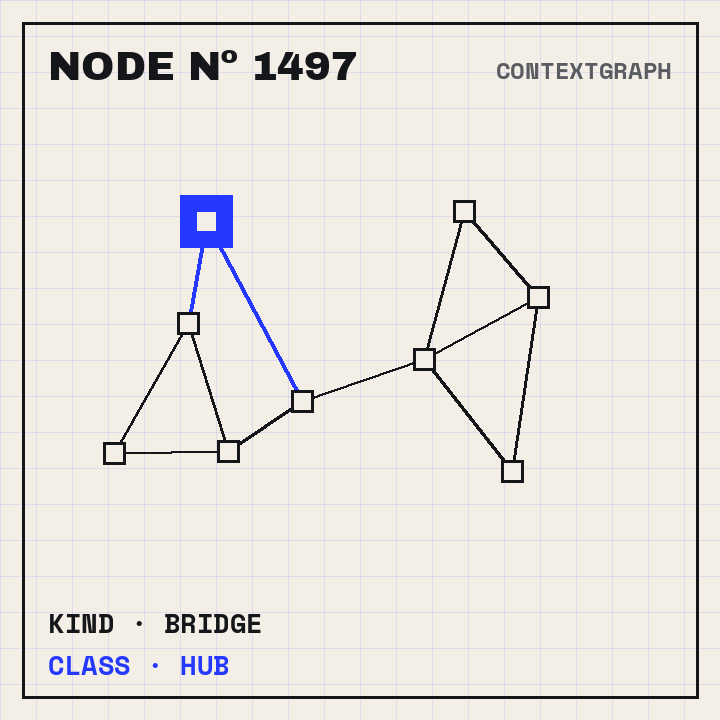 NODE Nº 1497
CONTEXTGRAPH
KIND · BRIDGE
CLASS · HUB